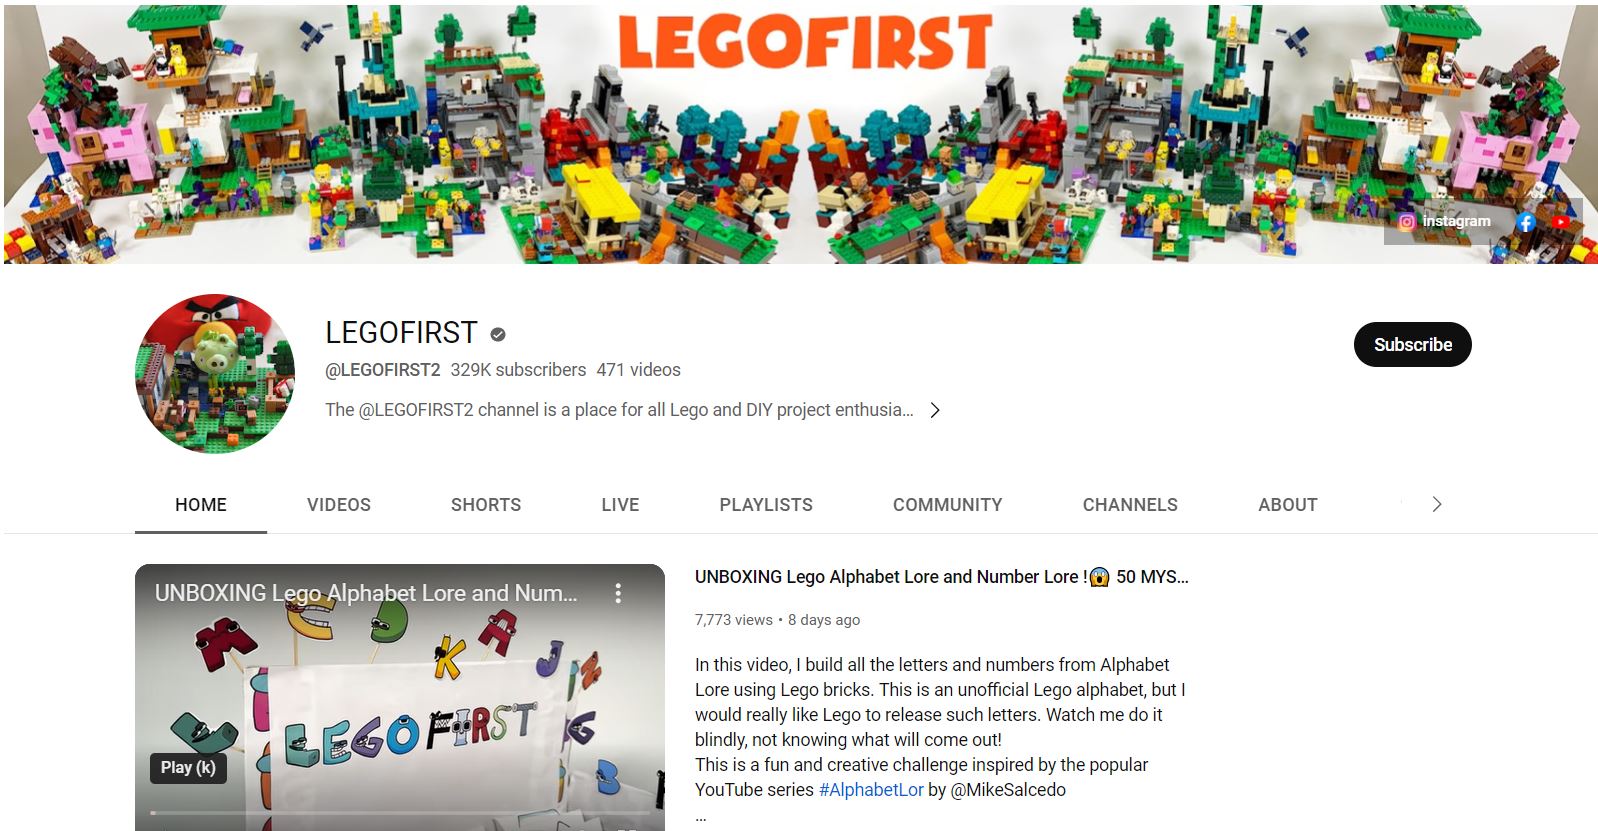 LEGOFIRST
instagram
LEGOFIRST
@LEGOFIRST2 329K subscribers 471 videos
The @LEGOFIRST2 channel is a place for all Lego and DIY project enthusia...
Subscribe
HOME VIDEOS SHORTS LIVE PLAYLISTS COMMUNITY CHANNELS ABOUT
UNBOXING Lego Alphabet Lore and Num...
LEGOFIRST
Play (k)
UNBOXING Lego Alphabet Lore and Number Lore !😱 50 MYS...
7,773 views • 8 days ago
In this video, I build all the letters and numbers from Alphabet
Lore using Lego bricks. This is an unofficial Lego alphabet, but I
would really like Lego to release such letters. Watch me do it
blindly, not knowing what will come out!
This is a fun and creative challenge inspired by the popular
YouTube series #AlphabetLor by @MikeSalcedo
...